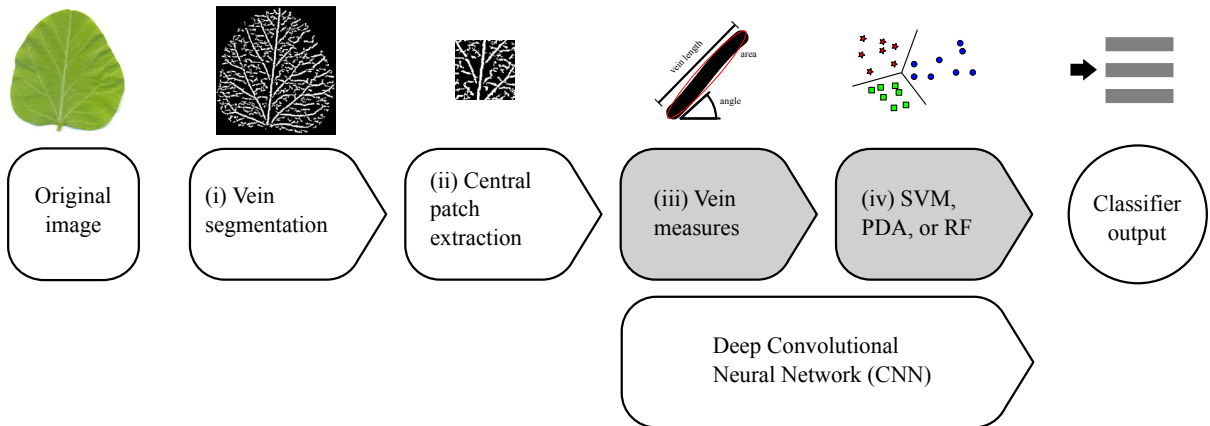 vein length
area
angle
Original
image
(i) Vein
segmentation
(ii) Central
patch
extraction
(iii) Vein
measures
(iv) SVM,
PDA, or RF
Classifier
output
Deep Convolutional
Neural Network (CNN)